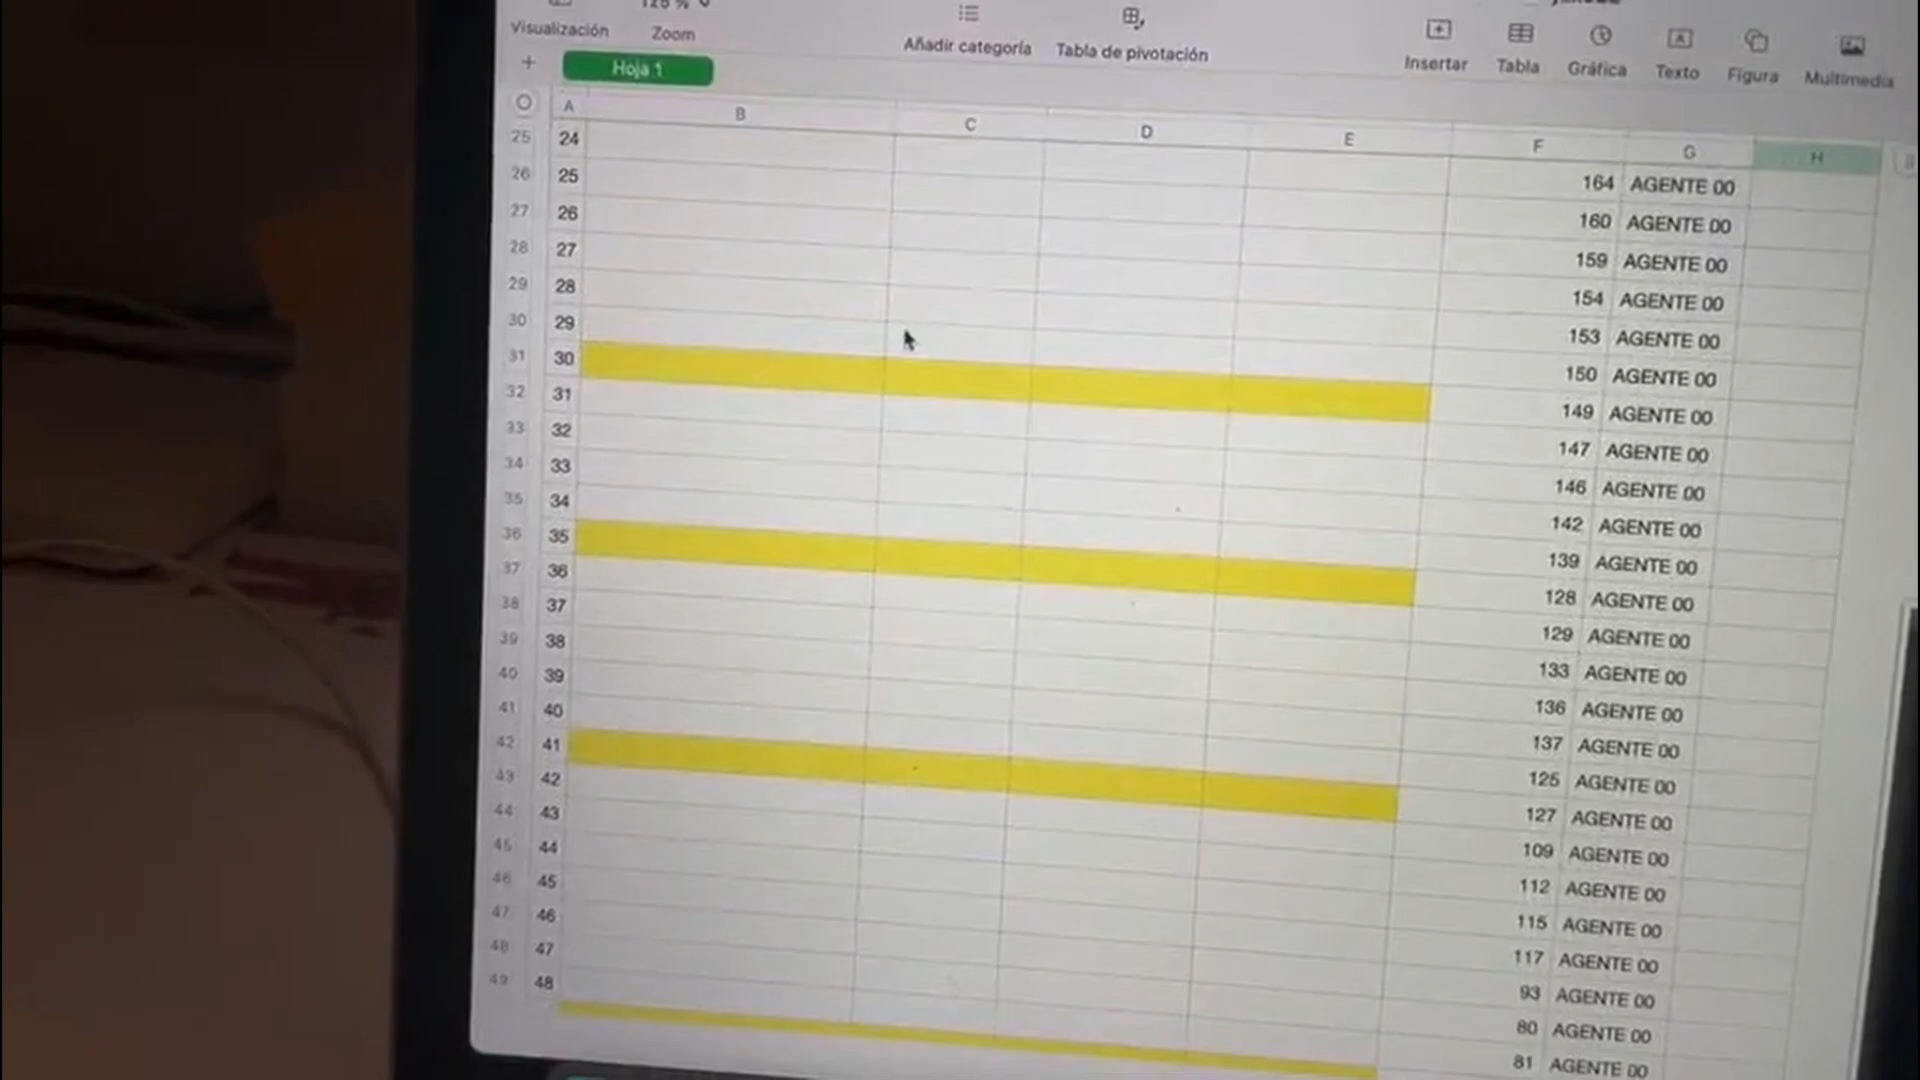 125 %
Visualización Zoom Añadir categoría Tabla de pivotación Insertar Tabla Gráfica Texto Figura Multimedia
+ Hoja 1
A B C D E F G H
25 24 164 AGENTE 00
26 25 160 AGENTE 00
27 26 159 AGENTE 00
28 27 154 AGENTE 00
29 28 153 AGENTE 00
30 29 150 AGENTE 00
31 30 149 AGENTE 00
32 31 147 AGENTE 00
33 32 146 AGENTE 00
34 33 142 AGENTE 00
35 34 139 AGENTE 00
36 35 128 AGENTE 00
37 36 129 AGENTE 00
38 37 133 AGENTE 00
39 38 136 AGENTE 00
40 39 137 AGENTE 00
41 40 125 AGENTE 00
42 41 127 AGENTE 00
43 42 109 AGENTE 00
44 43 112 AGENTE 00
45 44 115 AGENTE 00
46 45 117 AGENTE 00
47 46 93 AGENTE 00
48 47 80 AGENTE 00
49 48 81 AGENTE 00